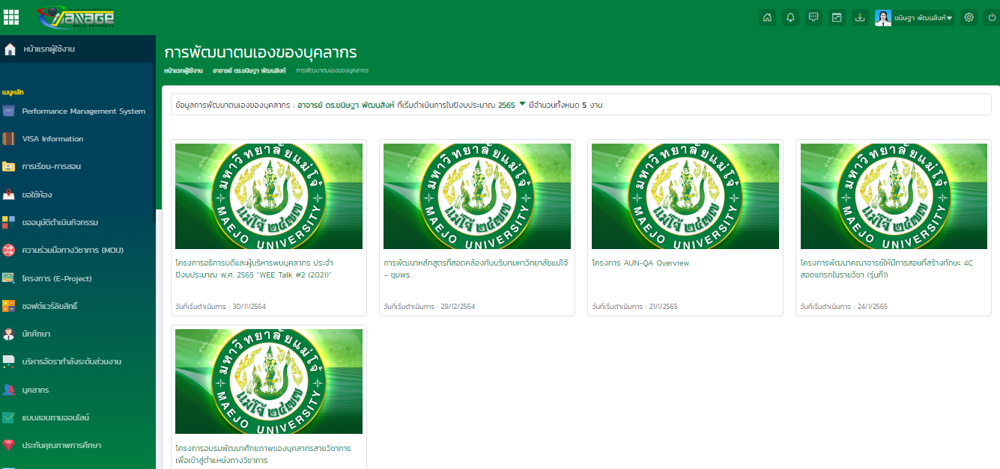 MANAGE
MAEJO UNIVERSITY
ขนิษฐา พัฒนสิงห์
หน้าแรกผู้ใช้งาน
เมนูหลัก
Performance Management System
VISA Information
การเรียน-การสอน
ขอใช้ห้อง
ขออนุมัติดำเนินกิจกรรม
ความร่วมมือทางวิชาการ (MOU)
โครงการ (E-Project)
ซอฟต์แวร์ลิขสิทธิ์
นักศึกษา
บริหารอัตรากำลังระดับส่วนงาน
บุคลากร
แบบสอบถามออนไลน์
ประกันคุณภาพการศึกษา
การพัฒนาตนเองของบุคลากร
หน้าแรกผู้ใช้งาน อาจารย์ ดร.ขนิษฐา พัฒนสิงห์ การพัฒนาตนเองของบุคลากร
ข้อมูลการพัฒนาตนเองของบุคลากร : อาจารย์ ดร.ขนิษฐา พัฒนสิงห์ ที่เริ่มดำเนินการในปีงบประมาณ 2565 มีจำนวนทั้งหมด 5 งาน
มหาวิทยาลัยแม่โจ้
แม่โจ้ ๒๔๗๗
MAEJO UNIVERSITY
โครงการอธิการบดีและผู้บริหารพบบุคลากร ประจำ
ปีงบประมาณ พ.ศ. 2565 "WEE Talk #2 (2021)"
วันที่เริ่มดำเนินการ : 30/11/2564
มหาวิทยาลัยแม่โจ้
แม่โจ้ ๒๔๗๗
MAEJO UNIVERSITY
การพัฒนาหลักสูตรที่สอดคล้องกับบริบทมหาวิทยาลัยแม่โจ้
- ชุมพร
วันที่เริ่มดำเนินการ : 29/12/2564
มหาวิทยาลัยแม่โจ้
แม่โจ้ ๒๔๗๗
MAEJO UNIVERSITY
โครงการ AUN-QA Overview
วันที่เริ่มดำเนินการ : 21/1/2565
มหาวิทยาลัยแม่โจ้
แม่โจ้ ๒๔๗๗
MAEJO UNIVERSITY
โครงการพัฒนาคณาจารย์ให้มีการสอนที่สร้างทักษะ 4C
สอดแทรกในรายวิชา (รุ่นที่1)
วันที่เริ่มดำเนินการ : 24/1/2565
มหาวิทยาลัยแม่โจ้
แม่โจ้ ๒๔๗๗
MAEJO UNIVERSITY
โครงการอบรมพัฒนาศักยภาพของบุคลากรสายวิชาการ
เพื่อเข้าสู่ตำแหน่งทางวิชาการ